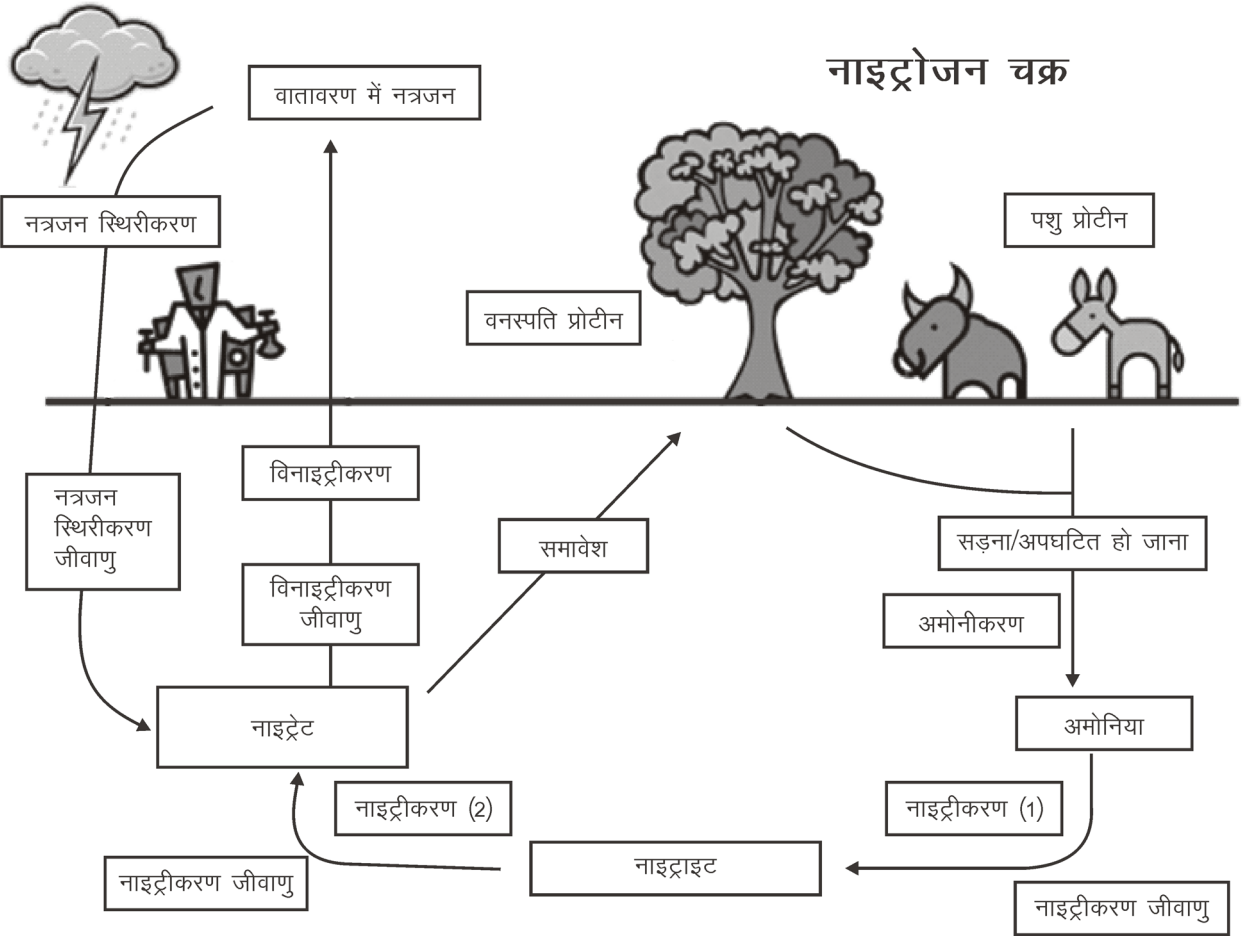 नाइट्रोजन चक्र
वातावरण में नत्रजन
नत्रजन स्थिरीकरण
पशु प्रोटीन
वनस्पति प्रोटीन
विनाइट्रीकरण
नत्रजन
स्थिरीकरण
जीवाणु
समावेश
सड़ना/अपघटित हो जाना
विनाइट्रीकरण
जीवाणु
अमोनीकरण
नाइट्रेट
अमोनिया
नाइट्रीकरण (2)
नाइट्रीकरण (1)
नाइट्राइट
नाइट्रीकरण जीवाणु
नाइट्रीकरण जीवाणु